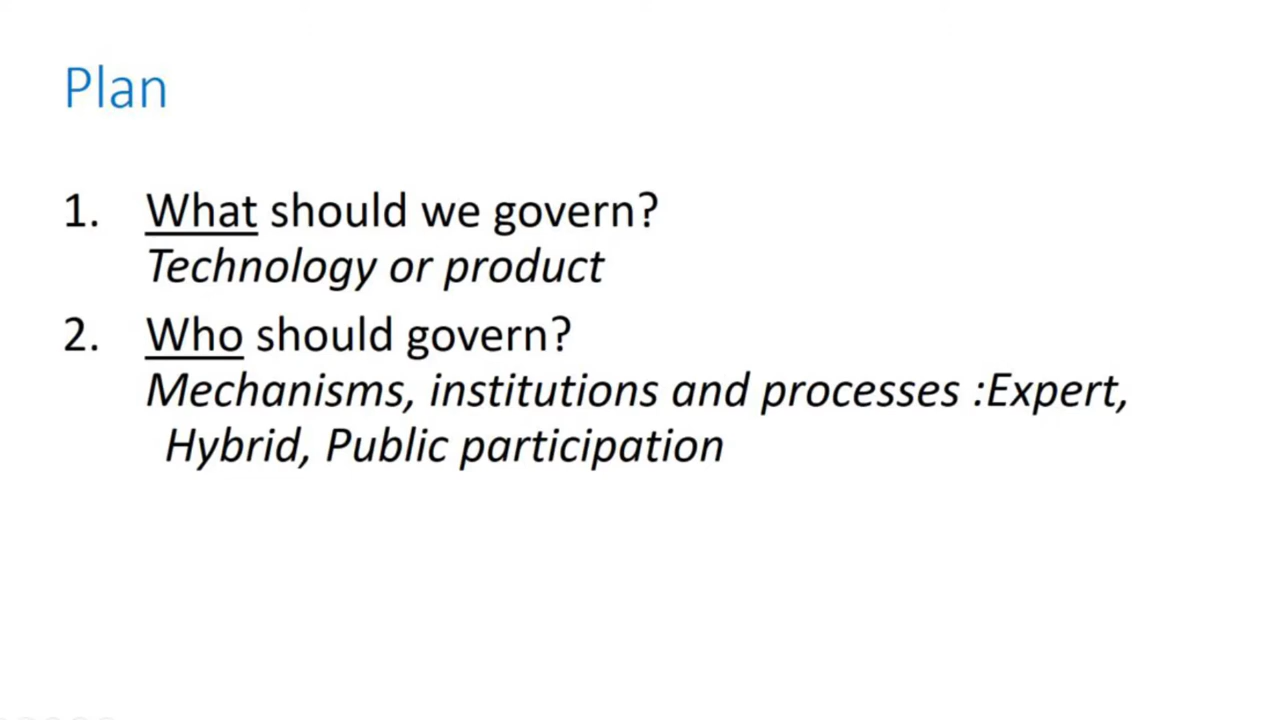 Plan
1. What should we govern?
Technology or product
2. Who should govern?
Mechanisms, institutions and processes :Expert,
Hybrid, Public participation